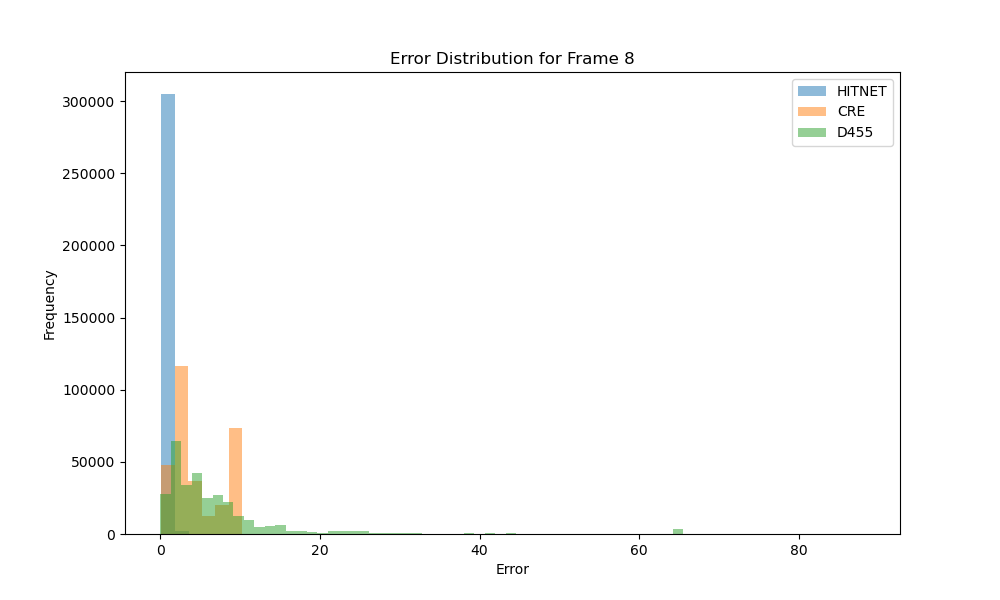 Error Distribution for Frame 8
HITNET
CRE
D455
300000
250000
200000
150000
100000
50000
0
Frequency
0 20 40 60 80
Error